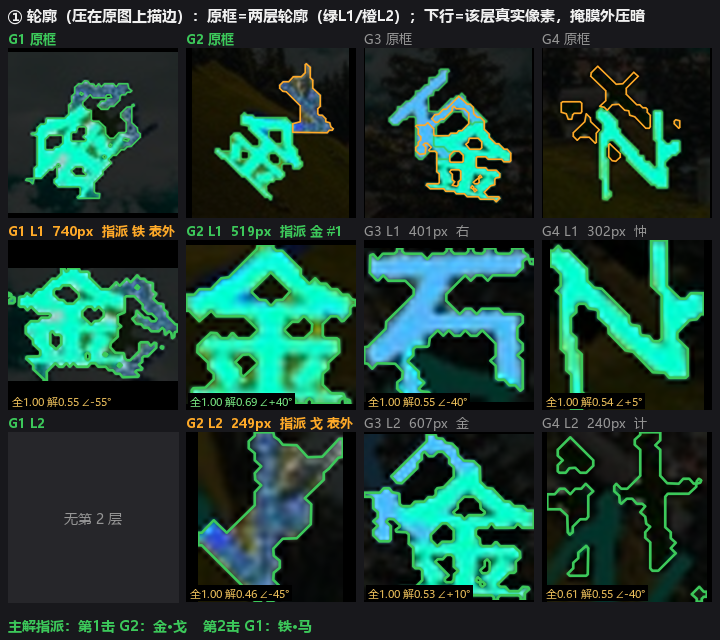 ① 轮廓（压在原图上描边）：原框=两层轮廓（绿L1/橙L2）；下行=该层真实像素，掩膜外压暗
G1 原框 G2 原框 G3 原框 G4 原框
G1 L1 740px 指派 铁 表外 G2 L1 519px 指派 金 #1 G3 L1 401px 右 G4 L1 302px 忡
金 金
全1.00 解0.55 ∠-55° 全1.00 解0.69 ∠+40° 全1.00 解0.55 ∠-40° 全1.00 解0.54 ∠+5°
G1 L2 G2 L2 249px 指派 戈 表外 G3 L2 607px 金 G4 L2 240px 计
无第 2 层 金
全1.00 解0.46 ∠-45° 全1.00 解0.53 ∠+10° 全0.61 解0.55 ∠-40°
主解指派：第1击 G2：金·戈 第2击 G1：铁·马